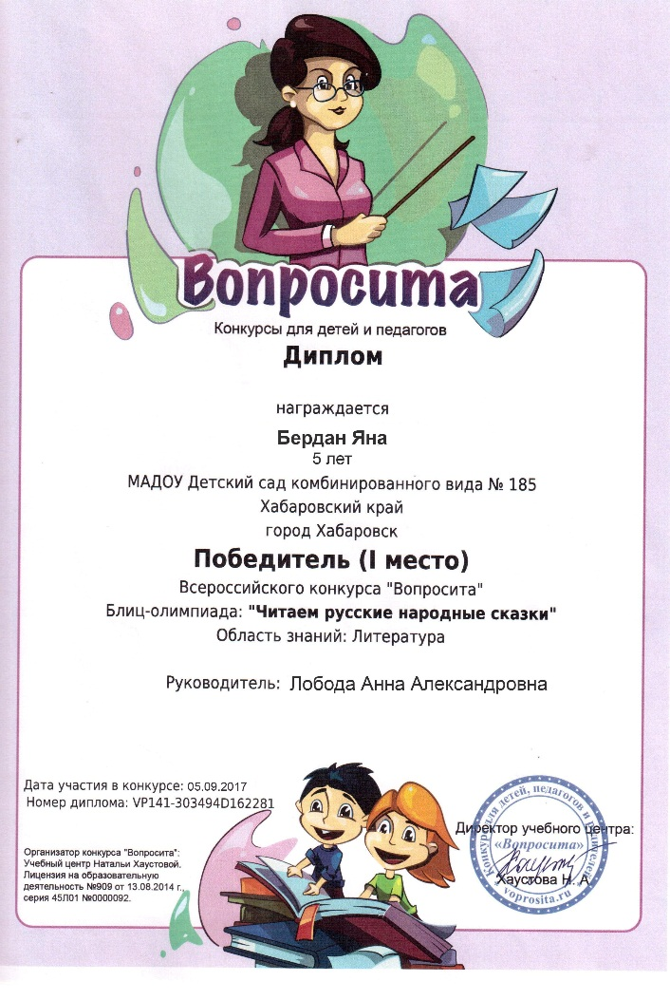 Вопросита
Конкурсы для детей и педагогов
Диплом
награждается
Бердан Яна
5 лет
МАДОУ Детский сад комбинированного вида № 185
Хабаровский край
город Хабаровск
Победитель (I место)
Всероссийского конкурса "Вопросита"
Блиц-олимпиада: "Читаем русские народные сказки"
Область знаний: Литература
Руководитель: Лобода Анна Александровна
Дата участия в конкурсе: 05.09.2017
Номер диплома: VP141-303494D162281
Организатор конкурса "Вопросита":
Учебный центр Натальи Хаустовой.
Лицензия на образовательную
деятельность №909 от 13.08.2014 г.,
серия 45Л01 №0000092.
Директор учебного центра:
Хаустова Н. А.
Конкурсы для детей, педагогов и родителей
«Вопросита»
voprosita.ru